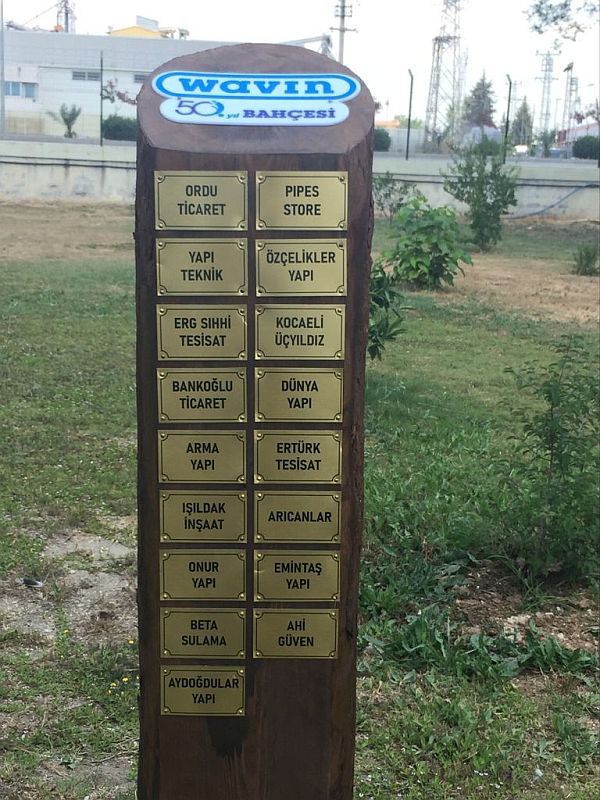 wavin
50. yıl BAHÇESİ
ORDU
TİCARET
PIPES
STORE
YAPI
TEKNİK
ÖZÇELİKLER
YAPI
ERG SIHHİ
TESİSAT
KOCAELİ
ÜÇYILDIZ
BANKOĞLU
TİCARET
DÜNYA
YAPI
ARMA
YAPI
ERTÜRK
TESİSAT
IŞILDAK
İNŞAAT
ARICANLAR
ONUR
YAPI
EMİNTAŞ
YAPI
BETA
SULAMA
AHİ
GÜVEN
AYDOĞDULAR
YAPI